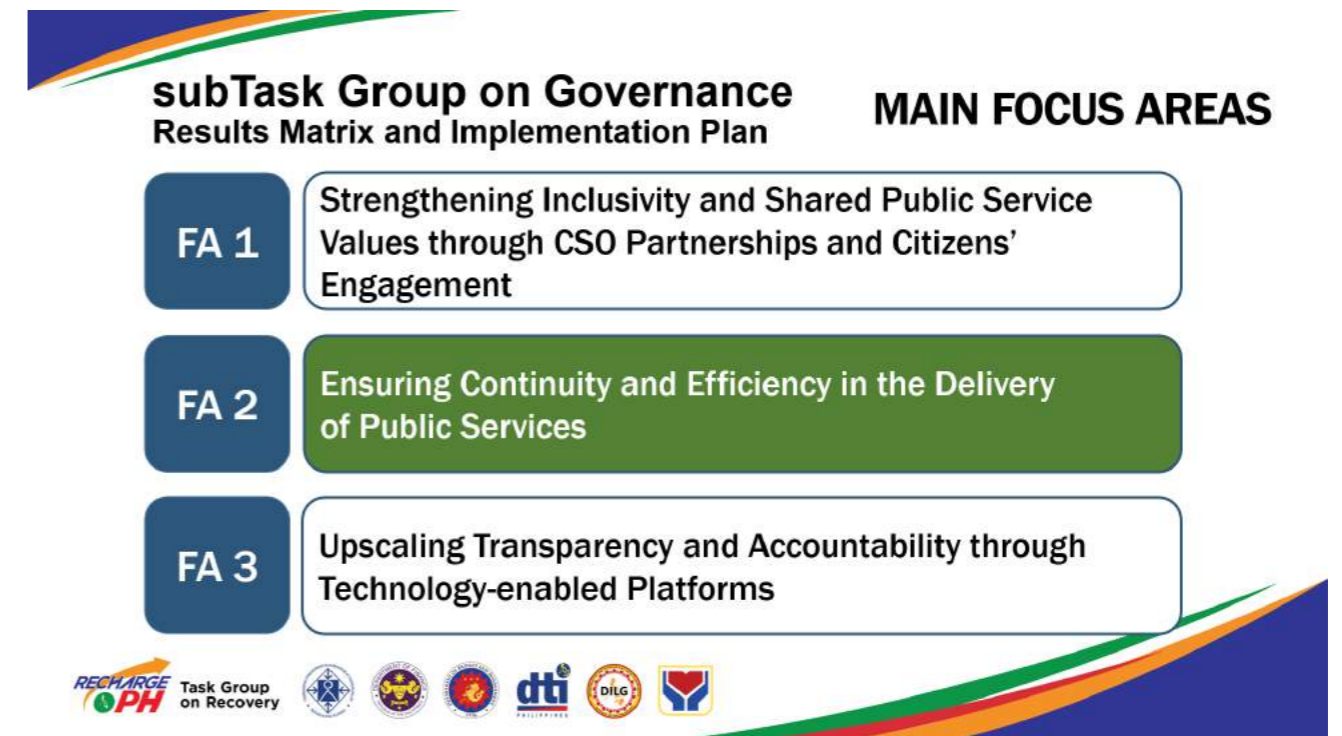 subTask Group on Governance
Results Matrix and Implementation Plan
MAIN FOCUS AREAS
FA 1
Strengthening Inclusivity and Shared Public Service
Values through CSO Partnerships and Citizens’
Engagement
FA 2
Ensuring Continuity and Efficiency in the Delivery
of Public Services
FA 3
Upscaling Transparency and Accountability through
Technology-enabled Platforms
RECHARGE
PH
Task Group
on Recovery
dti
PHILIPPINES
DILG